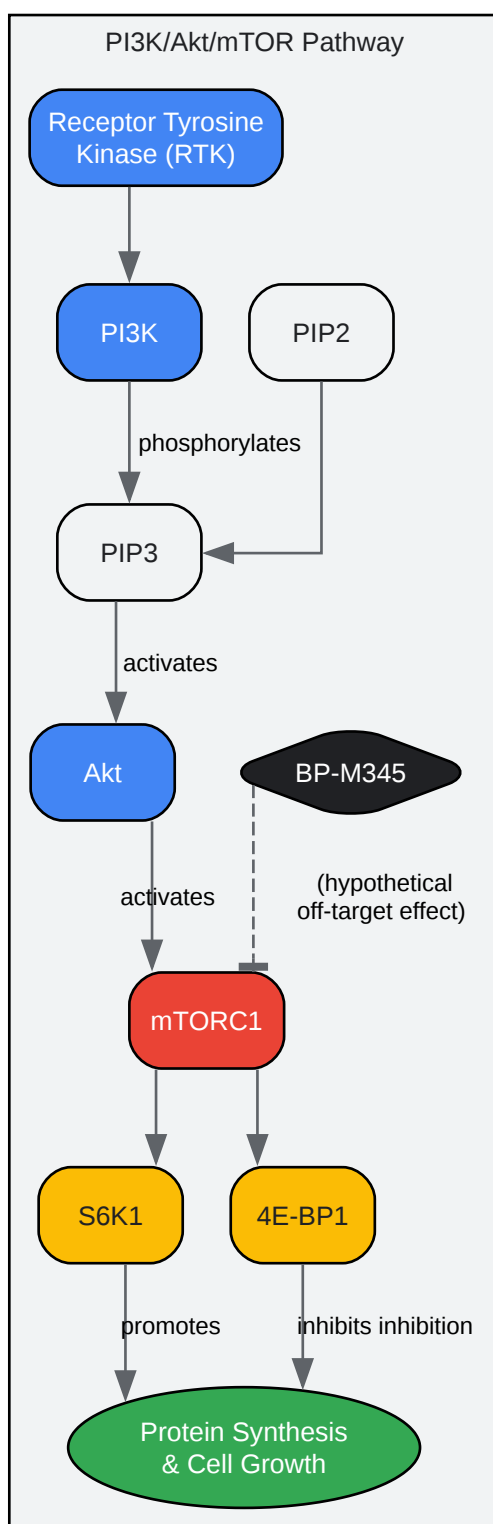 PI3K/Akt/mTOR Pathway
Receptor Tyrosine
Kinase (RTK)
PI3K
PIP2
phosphorylates
PIP3
activates
Akt
BP-M345
activates
(hypothetical
off-target effect)
mTORC1
S6K1
4E-BP1
promotes
inhibits inhibition
Protein Synthesis
& Cell Growth